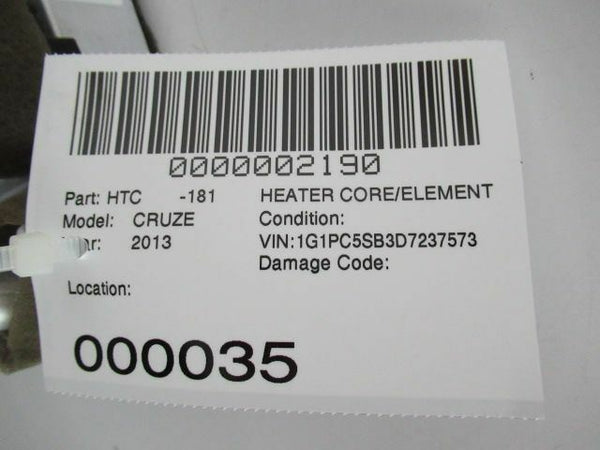 0000002190
Part: HTC -181 HEATER CORE/ELEMENT
Model: CRUZE Condition:
2013 VIN:1G1PC5SB3D7237573
Damage Code:
Location:
000035